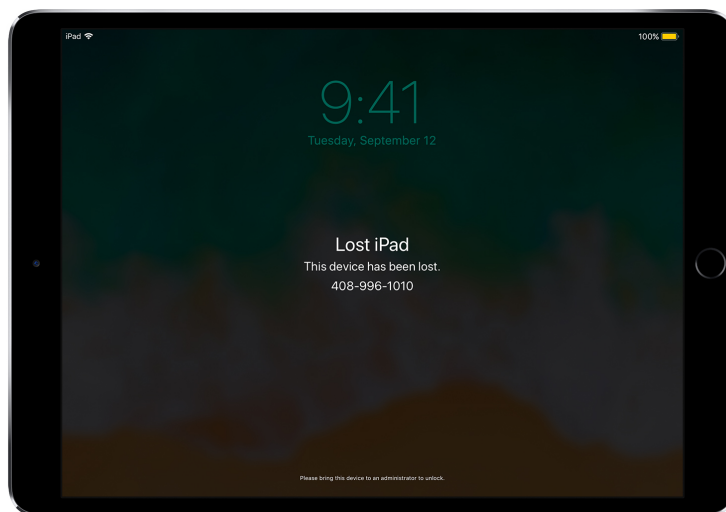 iPad 100%
9:41
Tuesday, September 12
Lost iPad
This device has been lost.
408-996-1010
Please bring this device to an administrator to unlock.